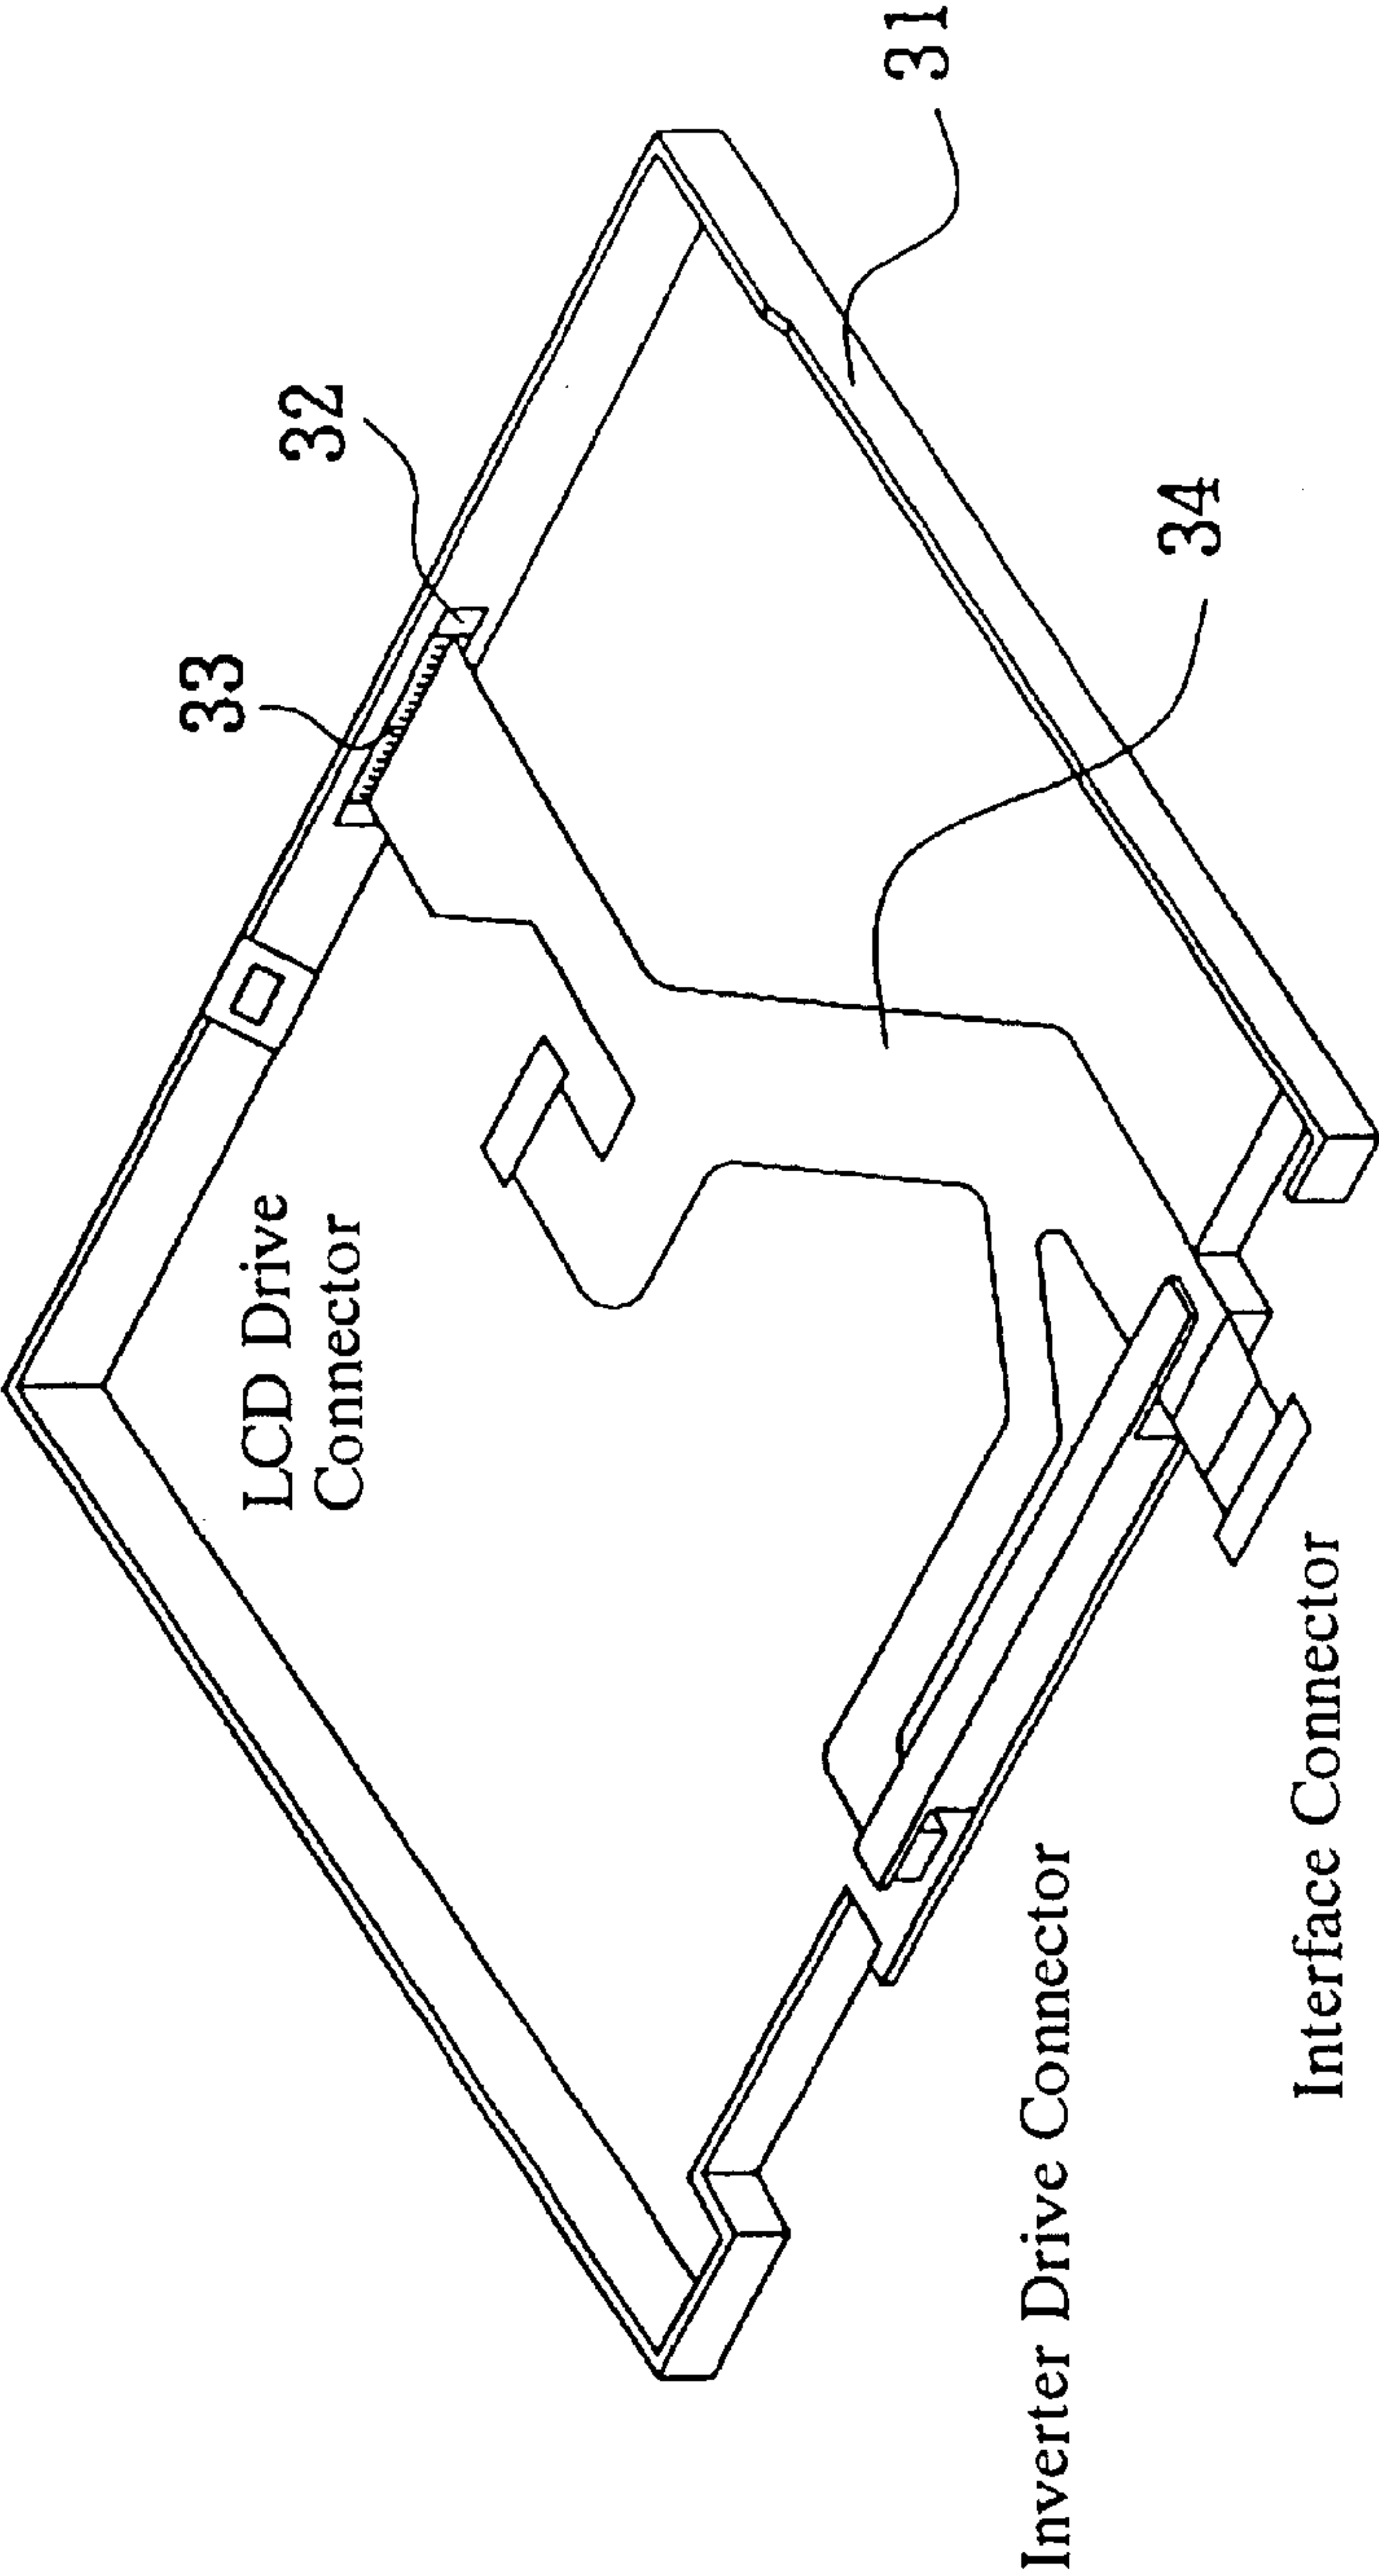 LCD Drive
Connector
33
32
31
34
Inverter Drive Connector
Interface Connector